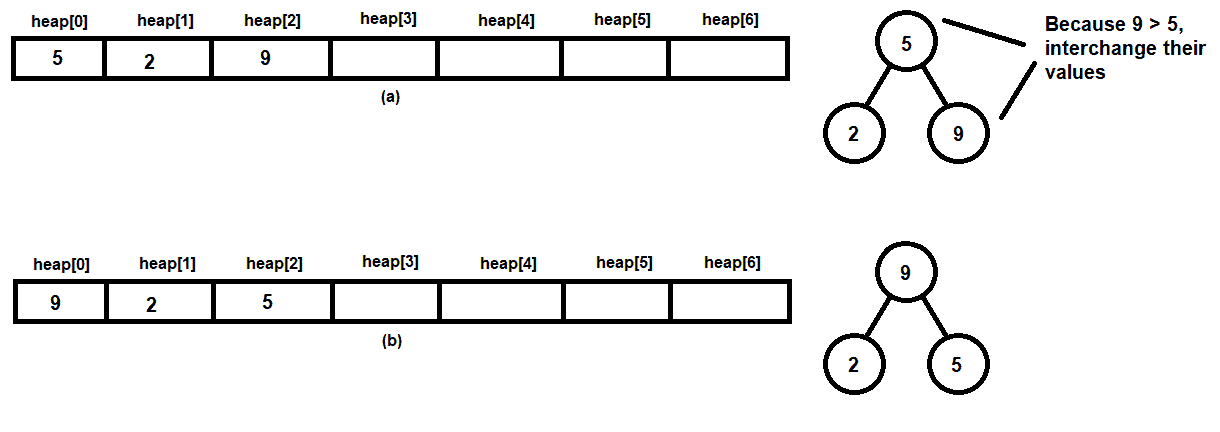 heap[0] heap[1] heap[2] heap[3] heap[4] heap[5] heap[6]
5 2 9
(a)
5
2 9
Because 9 > 5,
interchange their
values
heap[0] heap[1] heap[2] heap[3] heap[4] heap[5] heap[6]
9 2 5
(b)
9
2 5